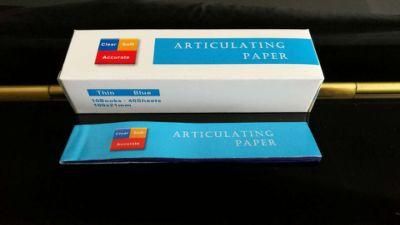 Clear Soft
Accurate
ARTICULATING
PAPER
Thin Blue
10Books · 40Sheets
100x21mm
Clear Soft
Accurate
ARTICULATING
PAPER